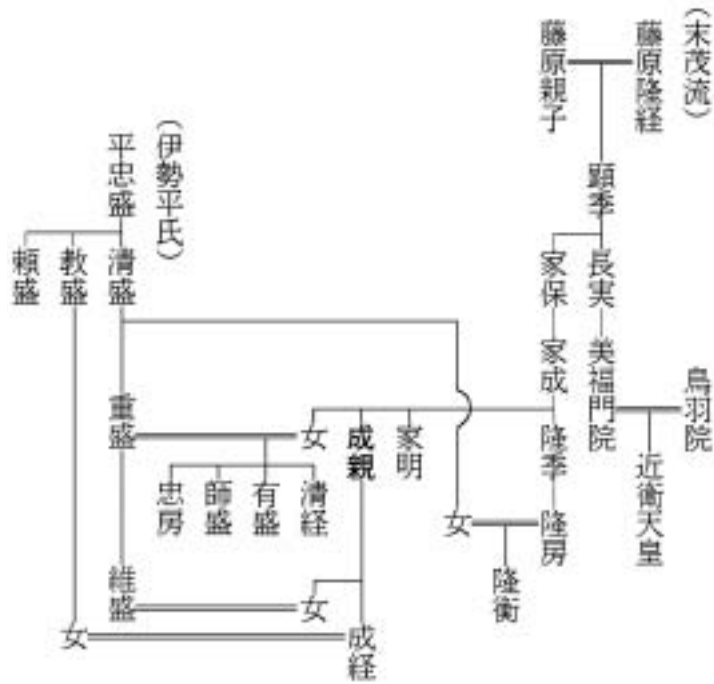 （末茂流）
藤原隆経
藤原親子
顕季
長実
家保
美福門院
鳥羽院
近衛天皇
家成
隆季
家明
成親
女
隆房
女
隆衡
（伊勢平氏）
平忠盛
清盛
教盛
頼盛
重盛
清経
有盛
師盛
忠房
維盛
女
成経
女